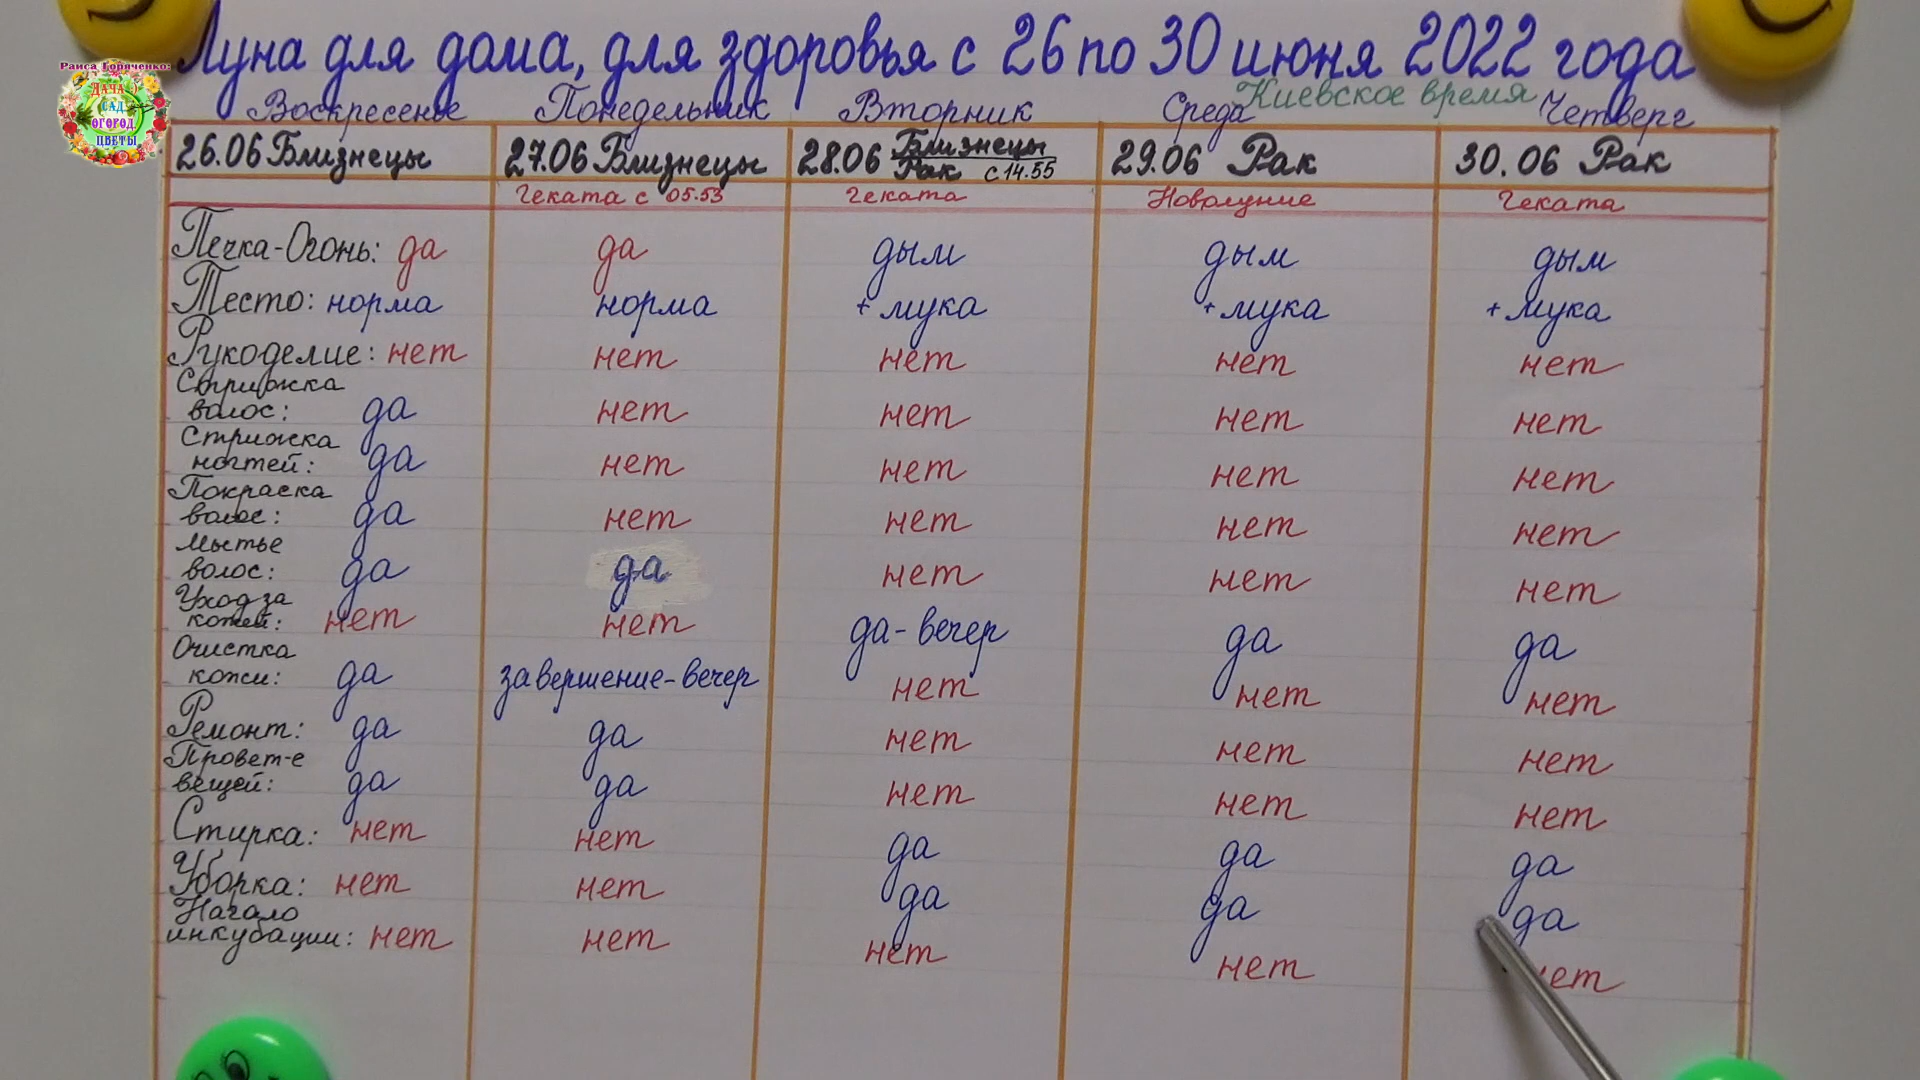 Луна для дома, для здоровья с 26 по 30 июня 2022 года
Раиса Горяченко:
ДАЧА :)
САД,
ОГОРОД,
ЦВЕТЫ
Киевское время
Воскресенье Понедельник Вторник Среда Четверг
26.06 Близнецы 27.06 Близнецы 28.06 Близнецы Рак с 14.55 29.06 Рак 30.06 Рак
Геката с 05.53 Геката Новолуние Геката
Печка-Огонь: да да дым дым дым
Тесто: норма норма + мука + мука + мука
Рукоделие: нет нет нет нет нет
Стрижка
волос: да нет нет нет нет
Стрижка
ногтей: да нет нет нет нет
Покраска
волос: да нет нет нет нет
Мытье
волос: да да нет нет нет
Уход за
кожей: нет нет да-вечер да да
Очистка
кожи: да завершение-вечер нет нет нет
Ремонт: да да нет нет нет
Провет-е
вещей: да да нет нет нет
Стирка: нет нет да да да
Уборка: нет нет да да да
Начало
инкубации: нет нет нет нет нет